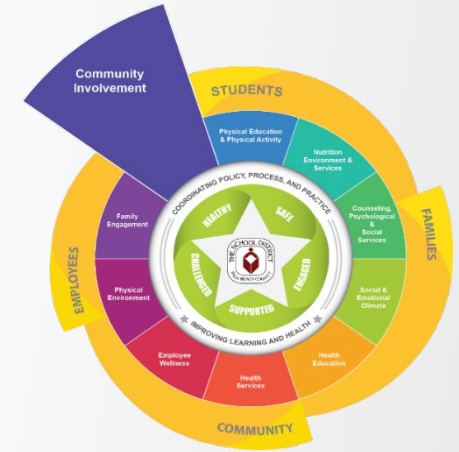 Community
Involvement
STUDENTS
Physical Education
& Physical Activity
Nutrition
Environment &
Services
Counseling,
Psychological
&
Social
Services
FAMILIES
Social &
Emotional
Climate
Health
Education
Health
Services
COMMUNITY
Employee
Wellness
Physical
Environment
EMPLOYEES
Family
Engagement
COORDINATING POLICY, PROCESS, AND PRACTICE
IMPROVING LEARNING AND HEALTH
HEALTHY
SAFE
ENGAGED
SUPPORTED
CHALLENGED
THE SCHOOL DISTRICT
PALM BEACH COUNTY